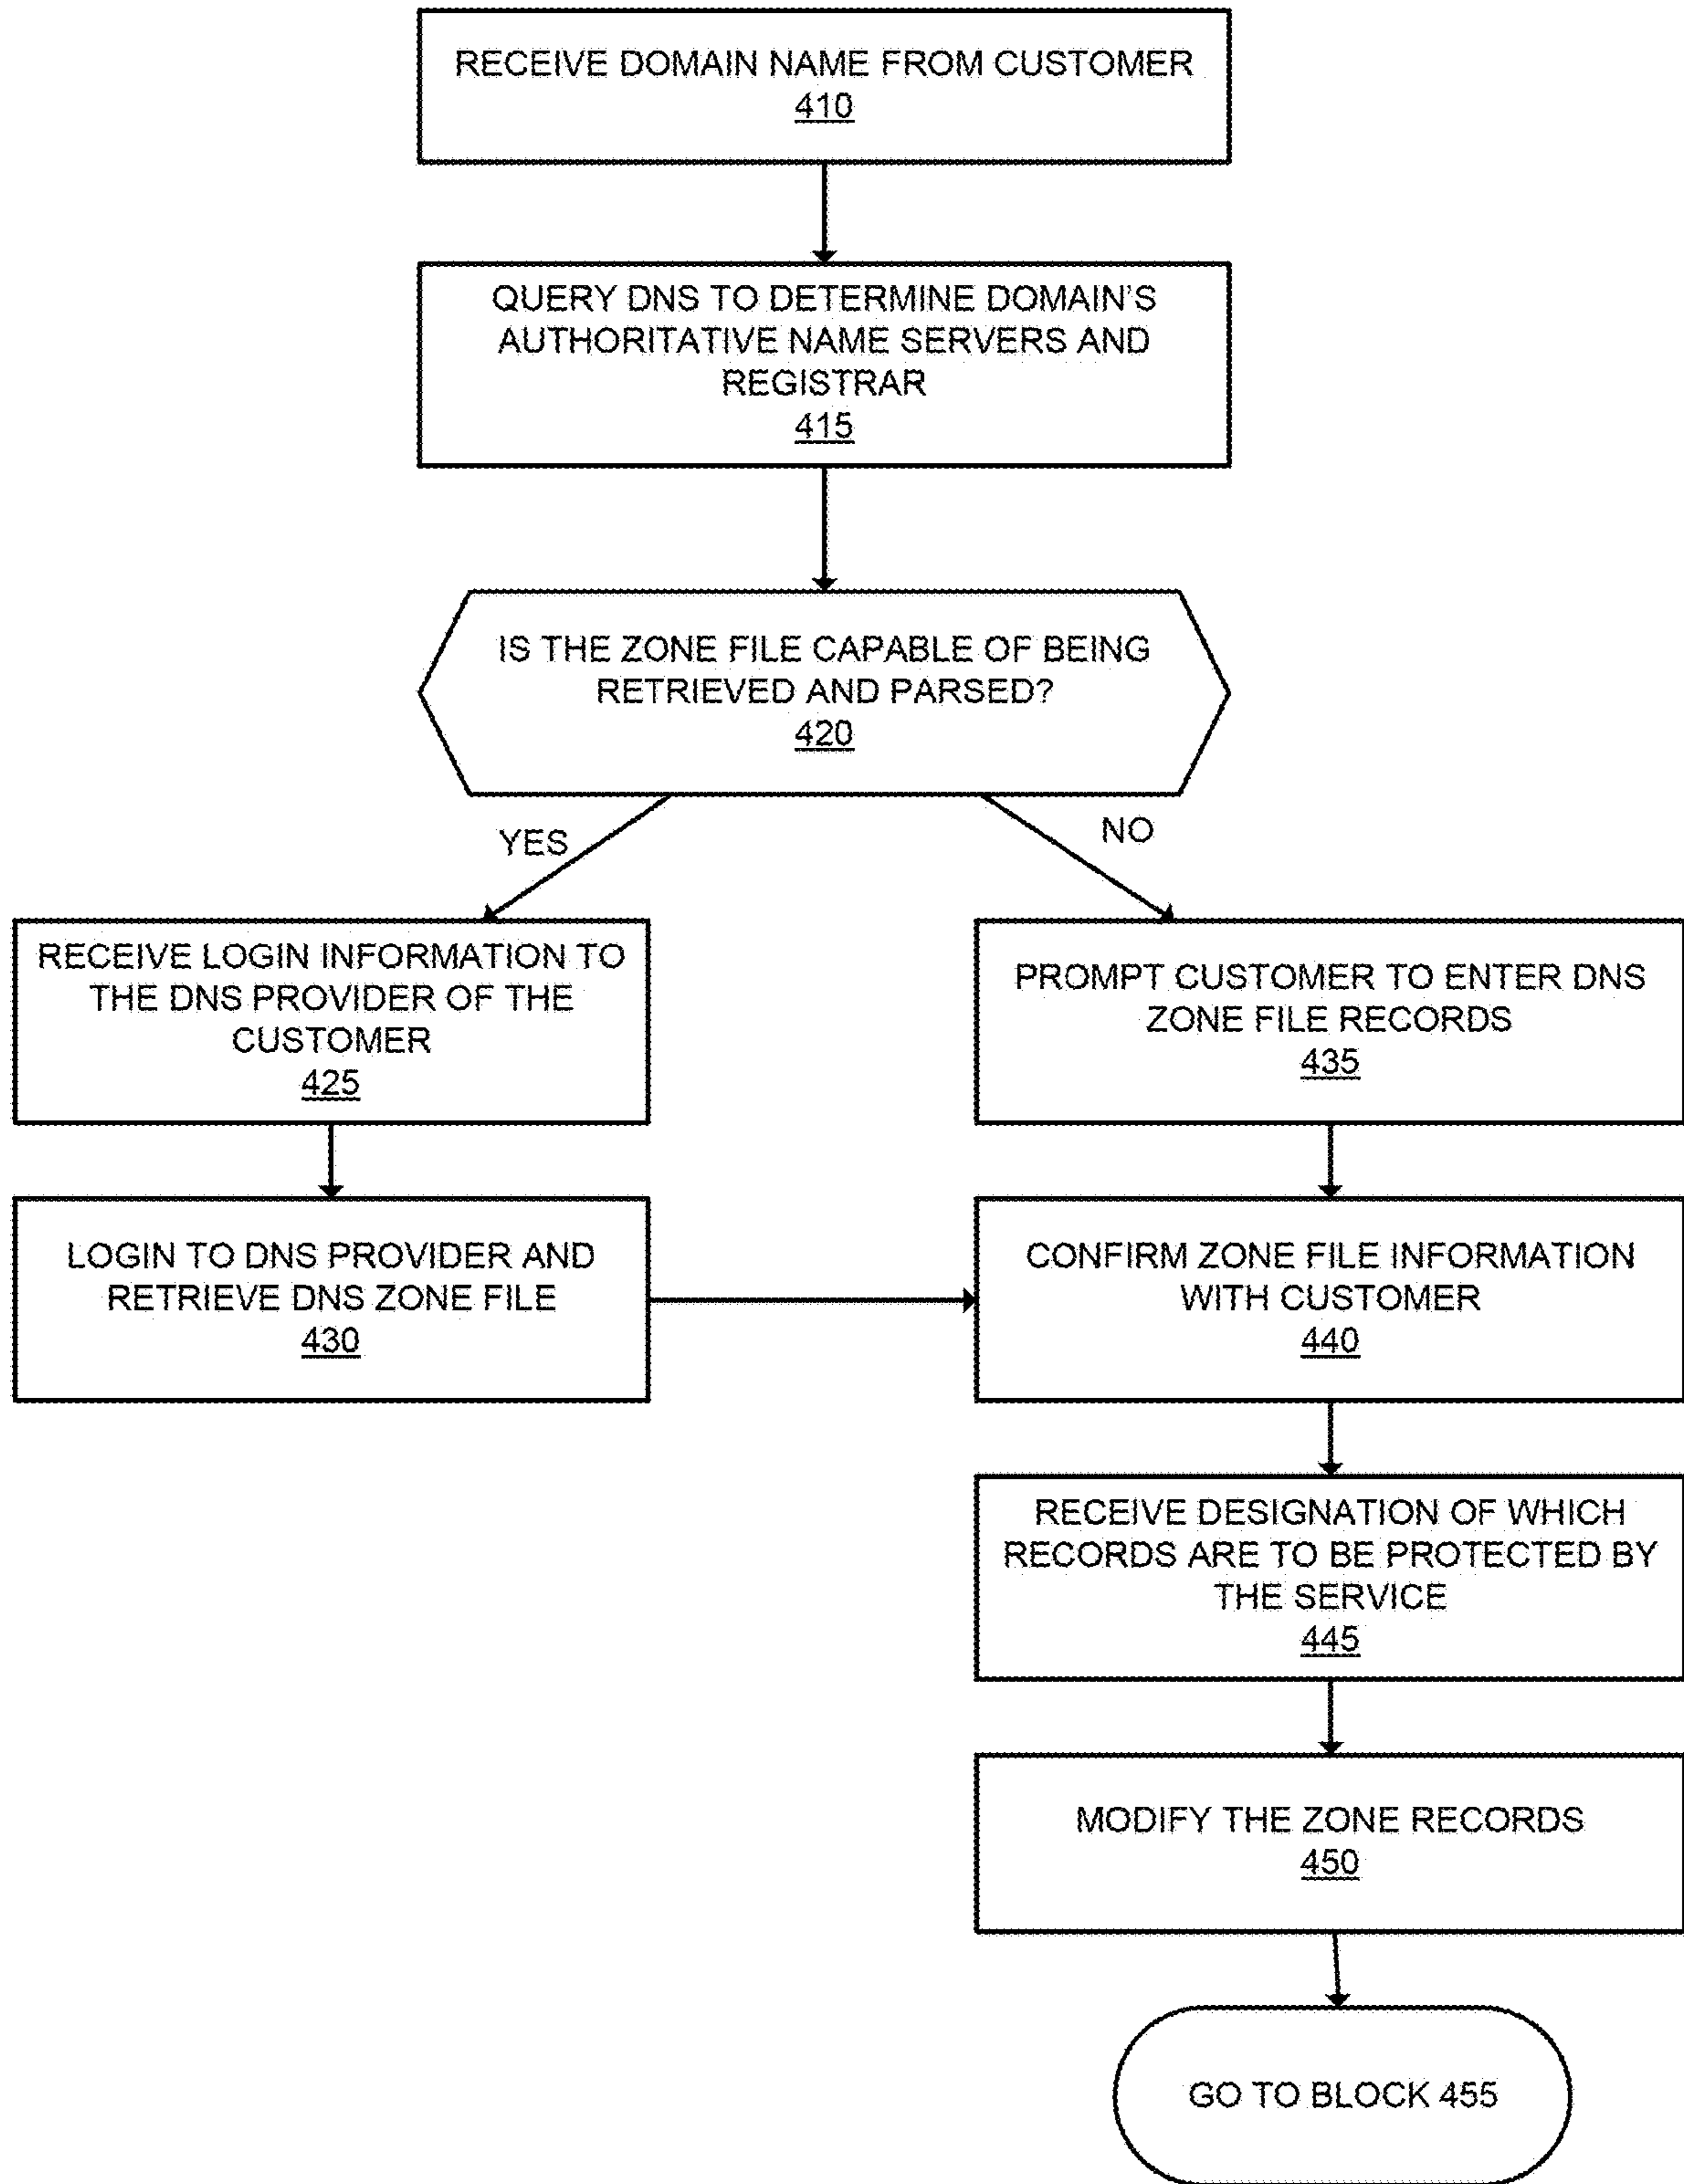 RECEIVE DOMAIN NAME FROM CUSTOMER
410
QUERY DNS TO DETERMINE DOMAIN'S
AUTHORITATIVE NAME SERVERS AND
REGISTRAR
415
IS THE ZONE FILE CAPABLE OF BEING
RETRIEVED AND PARSED?
420
YES
NO
RECEIVE LOGIN INFORMATION TO
THE DNS PROVIDER OF THE
CUSTOMER
425
PROMPT CUSTOMER TO ENTER DNS
ZONE FILE RECORDS
435
LOGIN TO DNS PROVIDER AND
RETRIEVE DNS ZONE FILE
430
CONFIRM ZONE FILE INFORMATION
WITH CUSTOMER
440
RECEIVE DESIGNATION OF WHICH
RECORDS ARE TO BE PROTECTED BY
THE SERVICE
445
MODIFY THE ZONE RECORDS
450
GO TO BLOCK 455